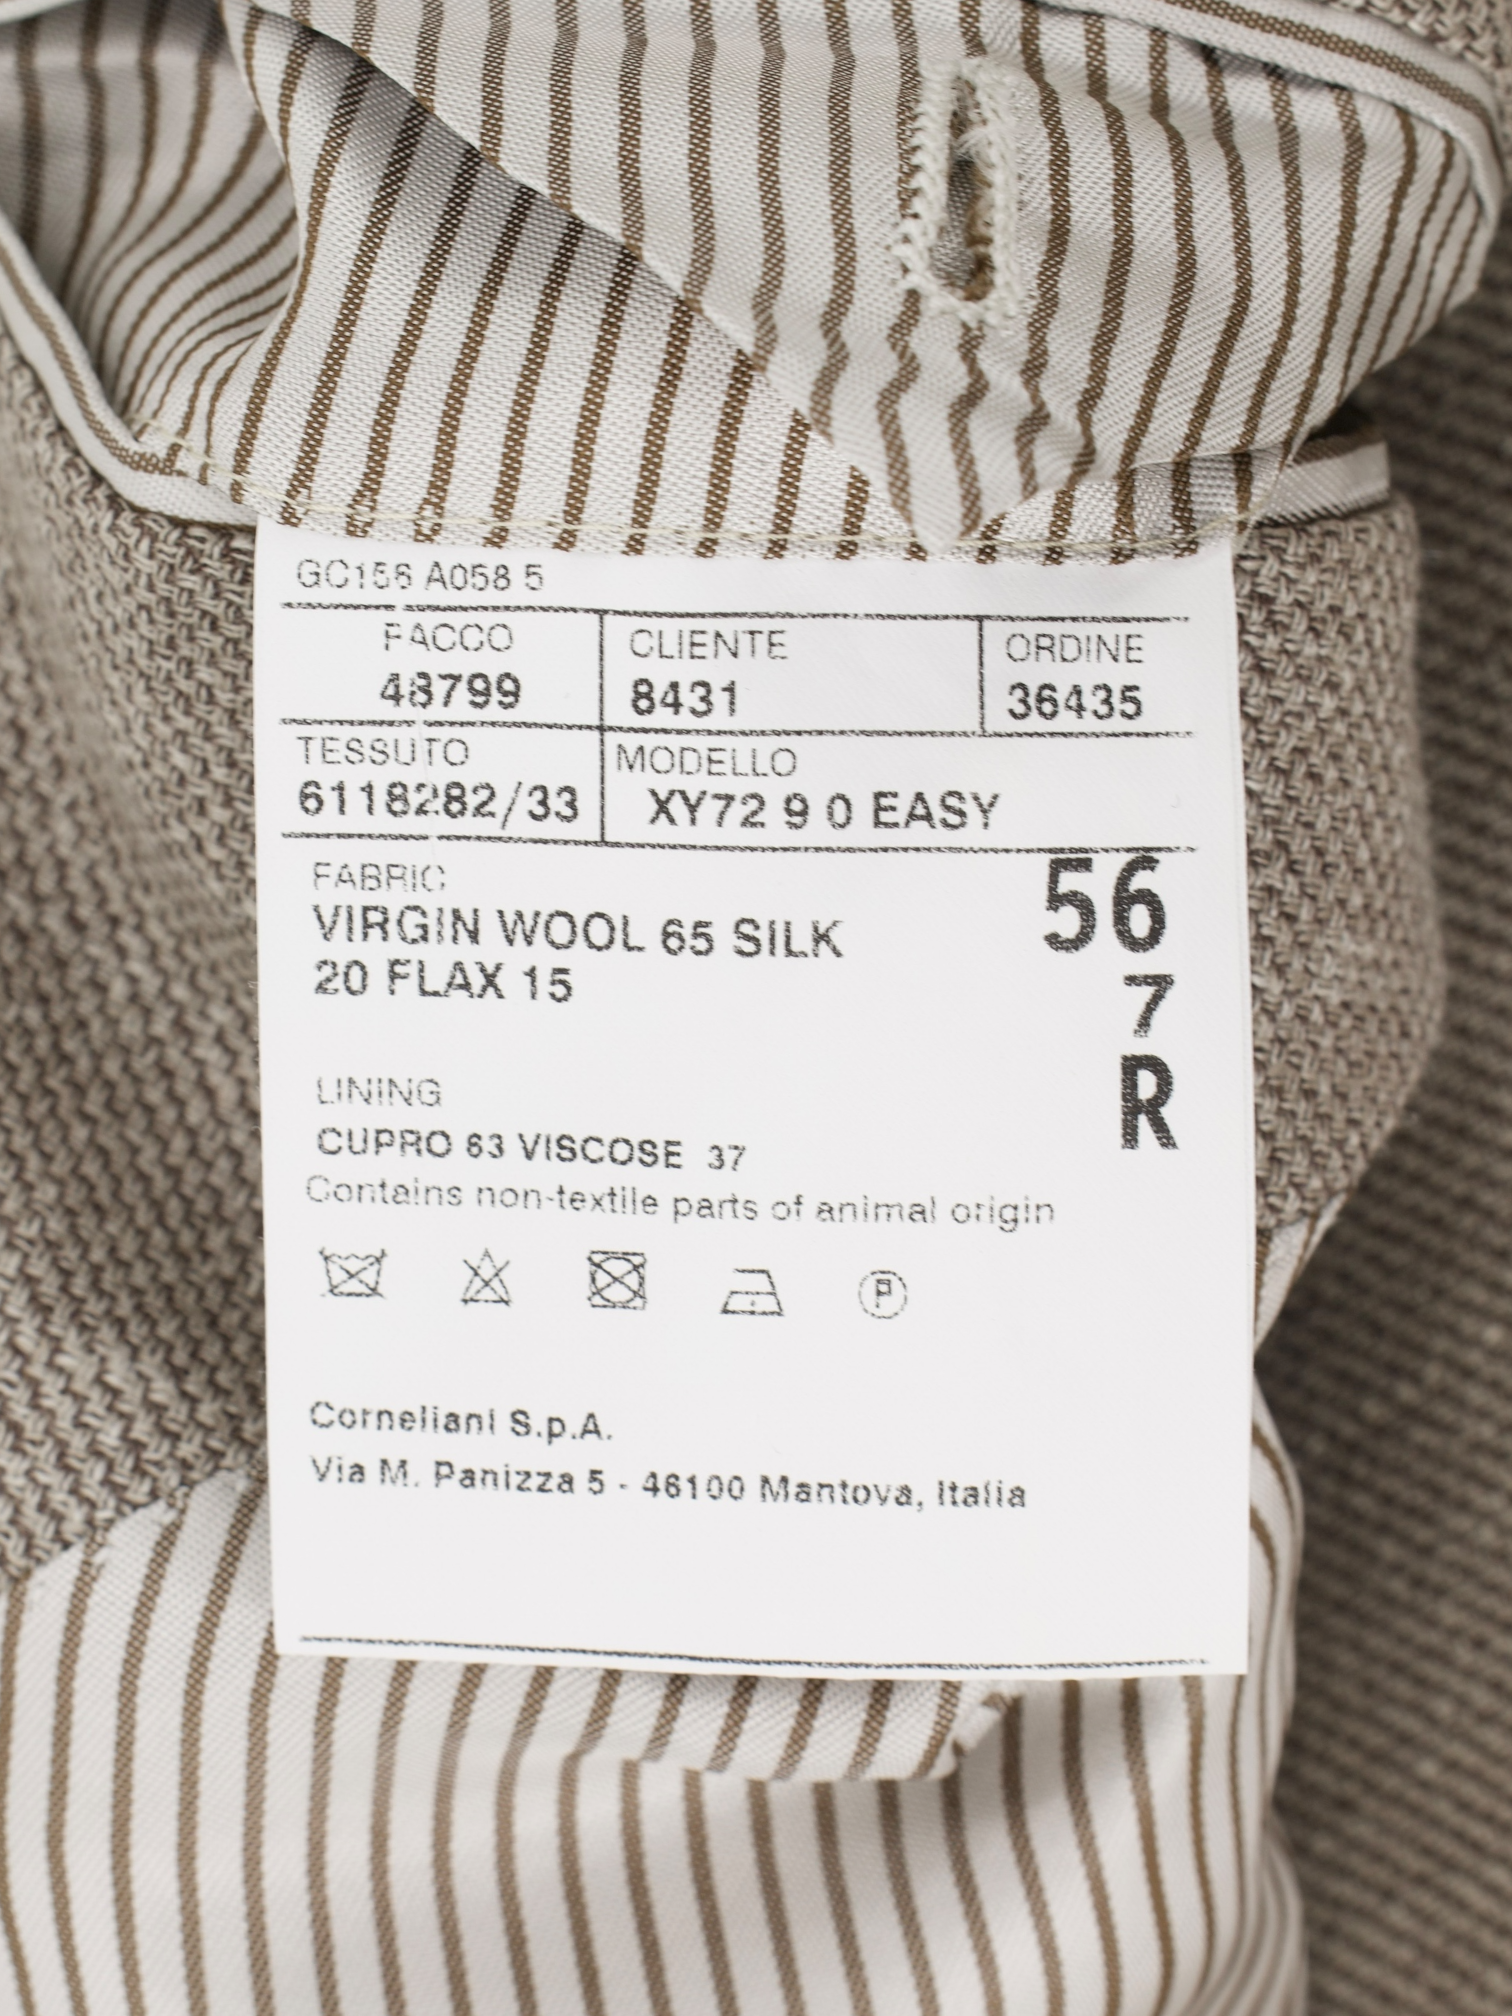 GC156 A058 5
PACCO CLIENTE ORDINE
48799 8431 36435
TESSUTO MODELLO
6118282/33 XY72 9 0 EASY
FABRIC
VIRGIN WOOL 65 SILK
20 FLAX 15
56
7
R
LINING
CUPRO 63 VISCOSE 37
Contains non-textile parts of animal origin
P
Corneliani S.p.A.
Via M. Panizza 5 - 46100 Mantova, Italia